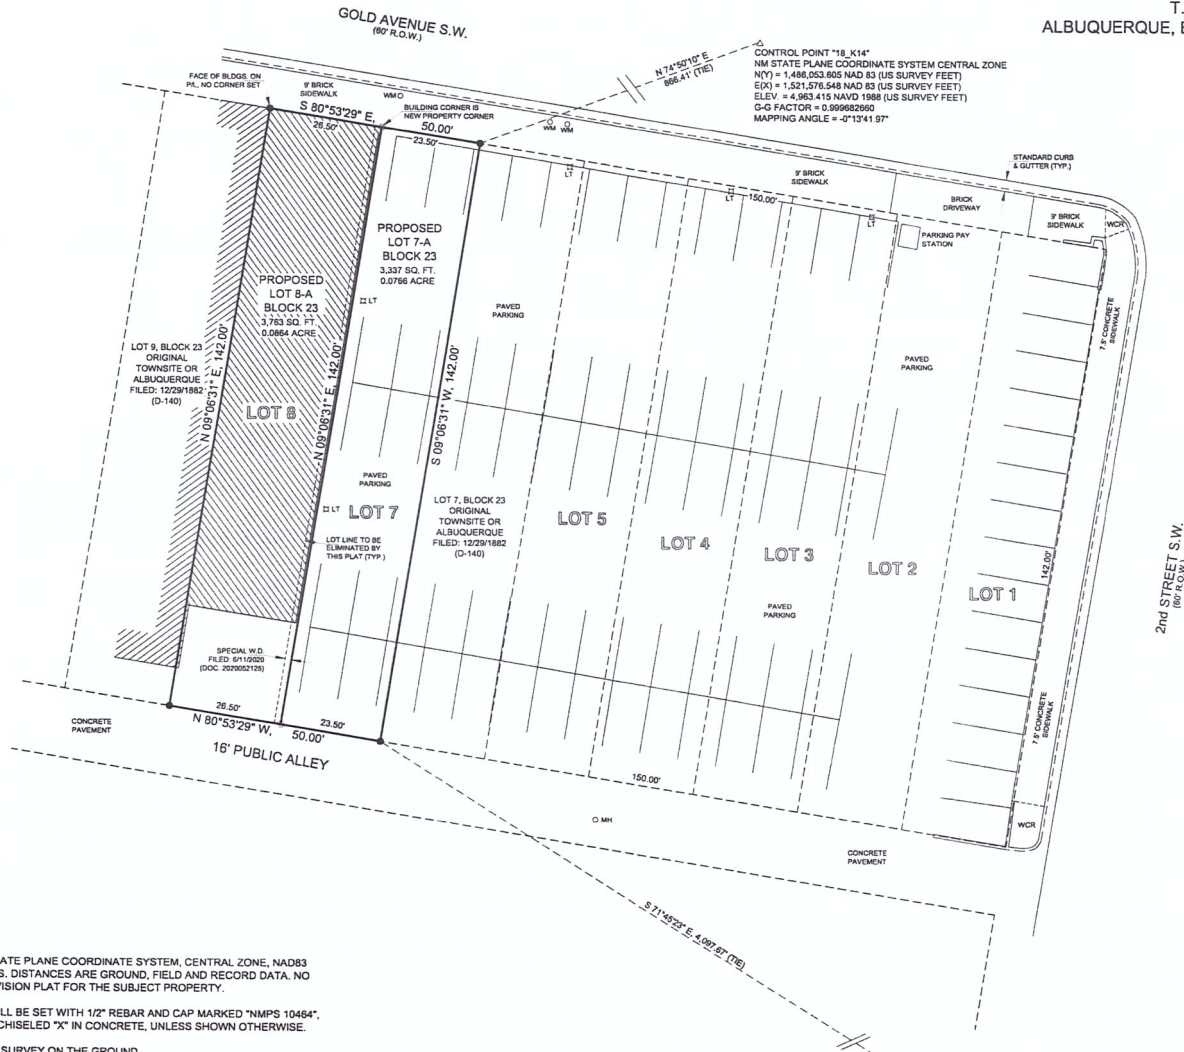 T.
ALBUQUERQUE, B
GOLD AVENUE S.W.
(60' R.O.W.)
N 74°50'10" E
866.41' (TIE)
CONTROL POINT "18_K14"
NM STATE PLANE COORDINATE SYSTEM CENTRAL ZONE
N(Y) = 1,486,053.605 NAD 83 (US SURVEY FEET)
E(X) = 1,521,576.548 NAD 83 (US SURVEY FEET)
ELEV. = 4,963.415 NAVD 1988 (US SURVEY FEET)
G-G FACTOR = 0.999682660
MAPPING ANGLE = -0°13'41.97"
FACE OF BLDGS. ON
P/L, NO CORNER SET
9' BRICK
SIDEWALK
WM
BUILDING CORNER IS
NEW PROPERTY CORNER
S 80°53'29" E,
50.00'
26.50'
23.50'
WM
WM
LT
9' BRICK
SIDEWALK
STANDARD CURB
& GUTTER (TYP.)
LT
150.00'
BRICK
DRIVEWAY
9' BRICK
SIDEWALK
WCR
LT
PARKING PAY
STATION
PROPOSED
LOT 7-A
BLOCK 23
3,337 SQ. FT.
0.0766 ACRE
PROPOSED
LOT 8-A
BLOCK 23
3,763 SQ. FT.
0.0864 ACRE
LT
PAVED
PARKING
7.5' CONCRETE
SIDEWALK
LOT 9, BLOCK 23
ORIGINAL
TOWNSITE OR
ALBUQUERQUE
FILED: 12/29/1882
(D-140)
N 09°06'31" E, 142.00'
N 09°06'31" E, 142.00'
S 09°06'31" W, 142.00'
PAVED
PARKING
LOT 8
PAVED
PARKING
LT
LOT 7
LOT 7, BLOCK 23
ORIGINAL
TOWNSITE OR
ALBUQUERQUE
FILED: 12/29/1882
(D-140)
LOT 5
LOT 4
LOT 3
LOT 2
LOT 1
142.00'
2nd STREET S.W.
(60' R.O.W.)
LOT LINE TO BE
ELIMINATED BY
THIS PLAT (TYP.)
PAVED
PARKING
SPECIAL W.D.
FILED: 6/11/2020
(DOC. 2020052125)
7.5' CONCRETE
SIDEWALK
CONCRETE
PAVEMENT
26.50'
23.50'
N 80°53'29" W,
50.00'
16' PUBLIC ALLEY
150.00'
MH
WCR
CONCRETE
PAVEMENT
S 71°45'23" E, 4,097.67' (TIE)
ATE PLANE COORDINATE SYSTEM, CENTRAL ZONE, NAD83
S. DISTANCES ARE GROUND, FIELD AND RECORD DATA. NO
VISION PLAT FOR THE SUBJECT PROPERTY.
LL BE SET WITH 1/2" REBAR AND CAP MARKED "NMPS 10464",
CHISELED "X" IN CONCRETE, UNLESS SHOWN OTHERWISE.
SURVEY ON THE GROUND